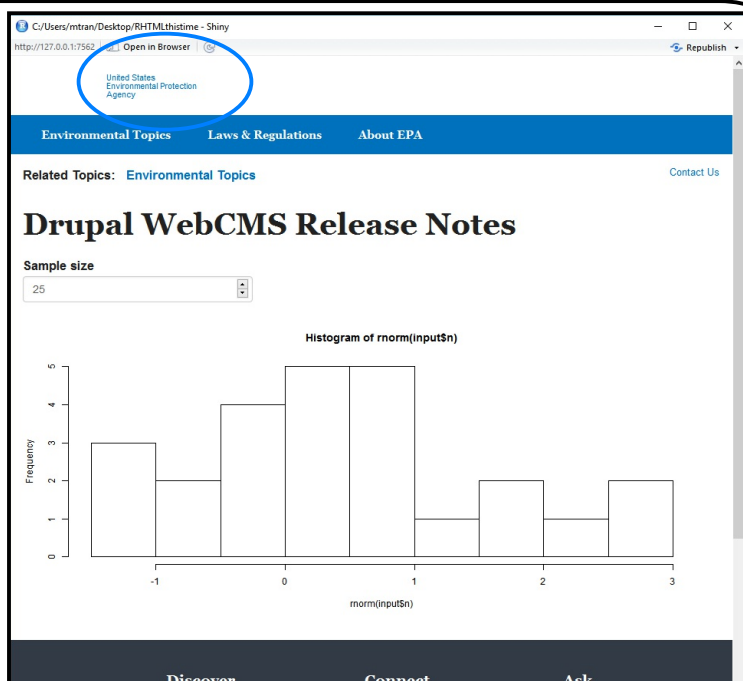 C:/Users/mtran/Desktop/RHTMLthistime - Shiny
http://127.0.0.1:7562 Open in Browser Republish
United States
Environmental Protection
Agency
Environmental Topics Laws & Regulations About EPA
Related Topics: Environmental Topics Contact Us
Drupal WebCMS Release Notes
Sample size
25
Histogram of rnorm(input$n)
5
4
3
2
1
0
Frequency
-1 0 1 2 3
rnorm(input$n)
Discover Connect Ask